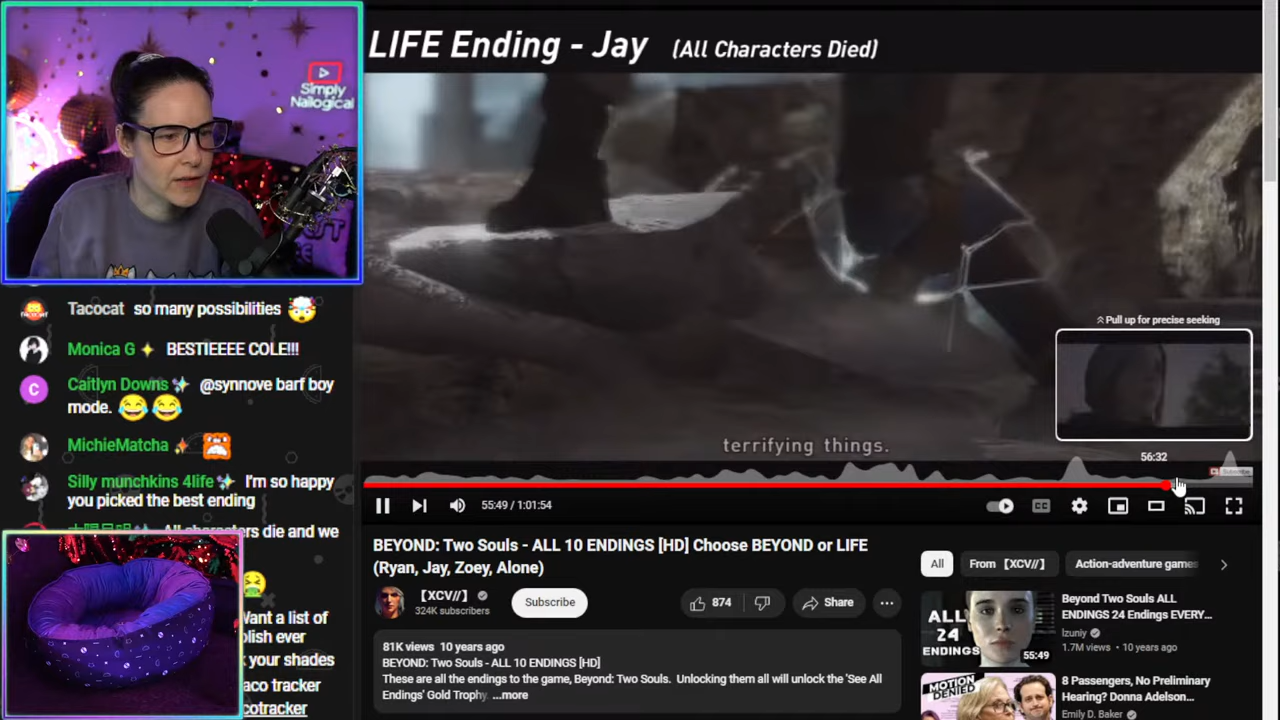 Simply
Nailogical
LIFE Ending - Jay (All Characters Died)
Tacocat so many possibilities
Monica G BESTIEEEE COLE!!!
Caitlyn Downs @synnove barf boy
mode.
MichieMatcha
Silly munchkins 4life I'm so happy
you picked the best ending
All characters die and we
Want a list of
olish ever
your shades
aco tracker
cotracker
terrifying things.
Pull up for precise seeking
56:32
Subscribe
55:49 / 1:01:54
CC
BEYOND: Two Souls - ALL 10 ENDINGS [HD] Choose BEYOND or LIFE
(Ryan, Jay, Zoey, Alone)
【XCV//】
324K subscribers
Subscribe
874
Share
81K views 10 years ago
BEYOND: Two Souls - ALL 10 ENDINGS [HD]
These are all the endings to the game, Beyond: Two Souls. Unlocking them all will unlock the 'See All
Endings' Gold Trophy. ...more
All
From 【XCV//】
Action-adventure games
ALL
24
ENDINGS
55:49
Beyond Two Souls ALL
24 Endings EVERY...
Izuniy
1.7M views • 10 years ago
MOTION
DENIED
8 Passengers, No Preliminary
Hearing? Donna Adelson...
Emily D. Baker